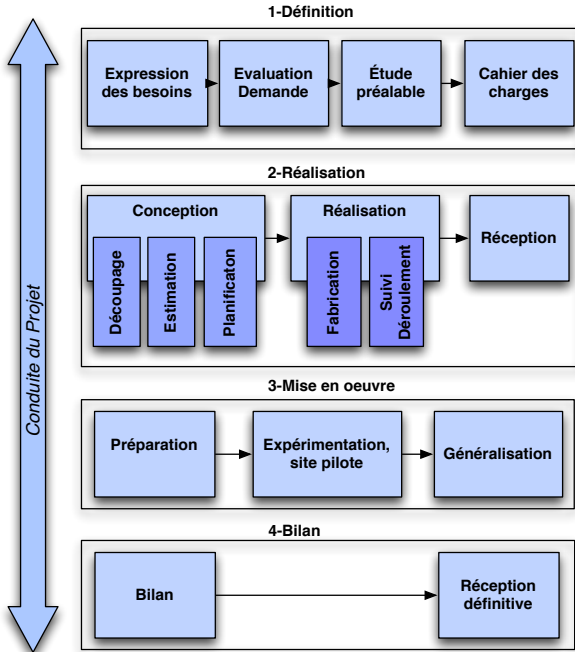 1-Définition
Expression
des besoins
Evaluation
Demande
Étude
préalable
Cahier des
charges
2-Réalisation
Conception
Découpage
Estimation
Planificaton
Réalisation
Fabrication
Suivi
Déroulement
Réception
3-Mise en oeuvre
Préparation
Expérimentation,
site pilote
Généralisation
4-Bilan
Bilan
Réception
définitive
Conduite du Projet